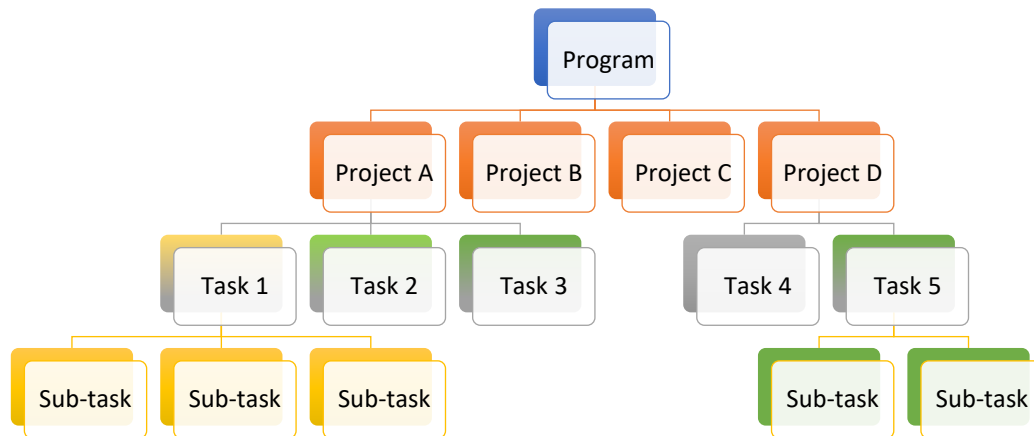 Program
Project A
Project B
Project C
Project D
Task 1
Task 2
Task 3
Task 4
Task 5
Sub-task
Sub-task
Sub-task
Sub-task
Sub-task